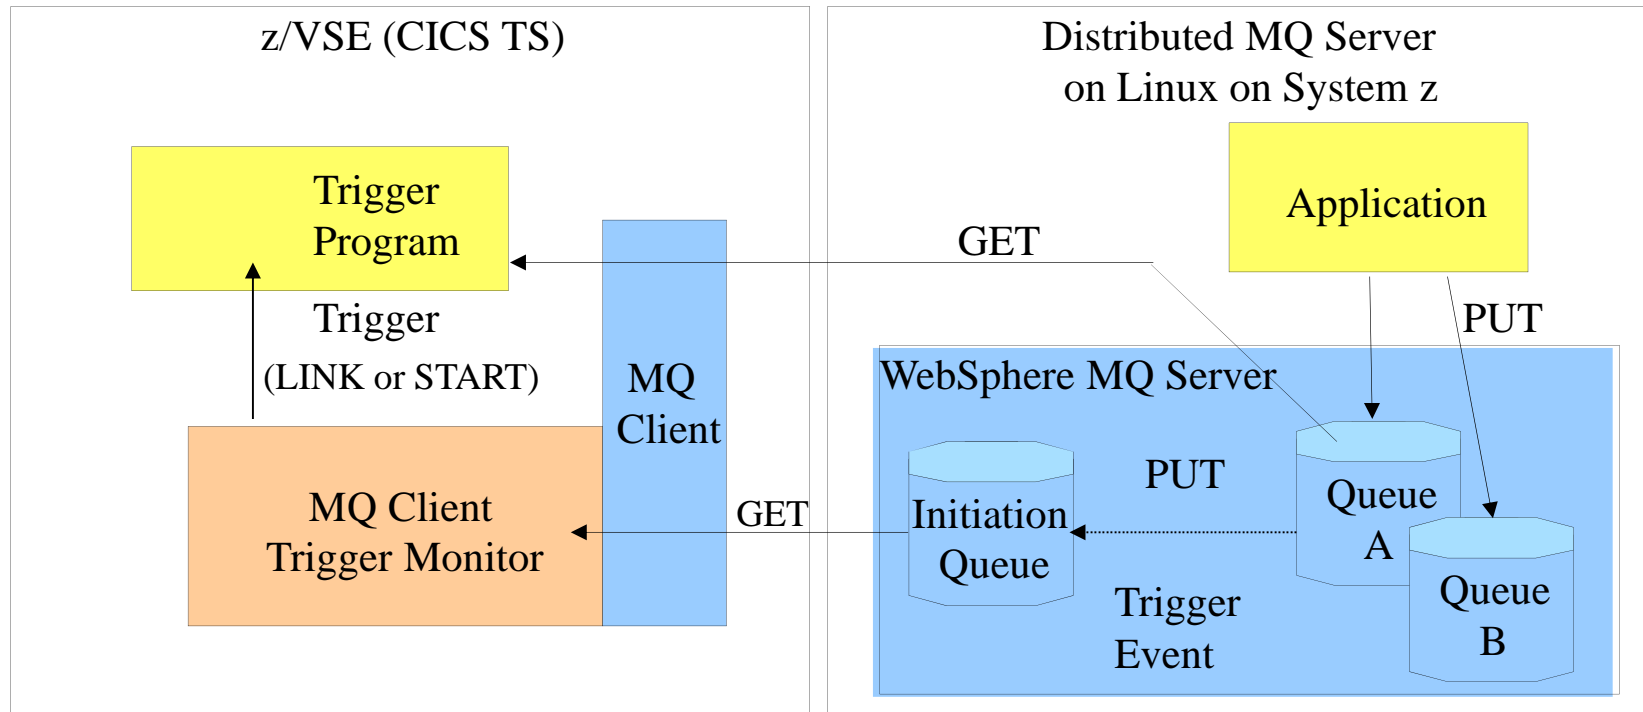 z/VSE (CICS TS)
Trigger
Program
Trigger
(LINK or START)
MQ
Client
MQ Client
Trigger Monitor
GET
Distributed MQ Server
on Linux on System z
Application
GET
PUT
WebSphere MQ Server
Initiation
Queue
PUT
Trigger
Event
Queue
A
Queue
B